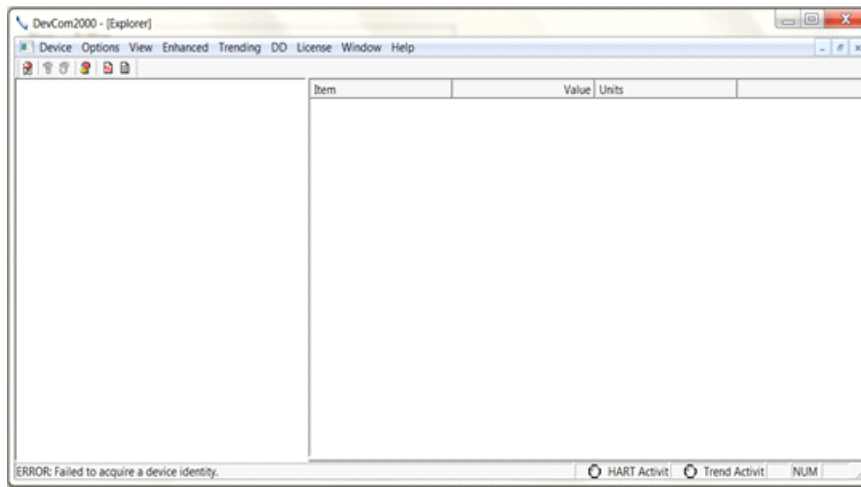 DevCom2000 - [Explorer]
Device Options View Enhanced Trending DD License Window Help
Item Value Units
ERROR: Failed to acquire a device identity. HART Activit Trend Activit NUM